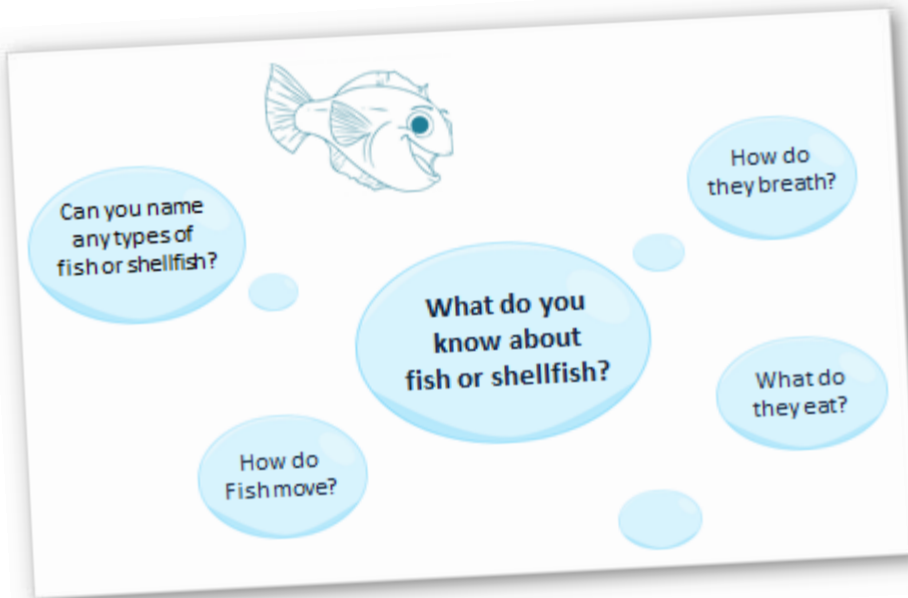 Can you name
any types of
fish or shellfish?
How do
they breath?
What do you
know about
fish or shellfish?
What do
they eat?
How do
Fish move?